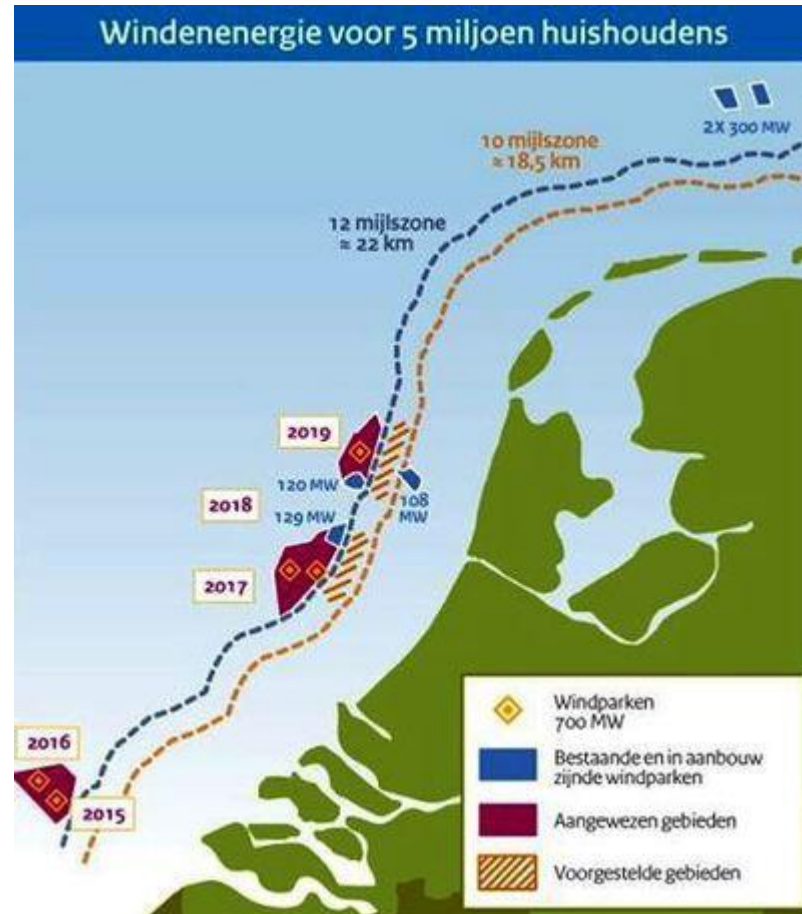 Windenenergie voor 5 miljoen huishoudens
2X 300 MW
10 mijlszone
≈ 18,5 km
12 mijlszone
≈ 22 km
2019
120 MW
108
MW
2018
129 MW
2017
2016
2015
Windparken
700 MW
Bestaande en in aanbouw
zijnde windparken
Aangewezen gebieden
Voorgestelde gebieden